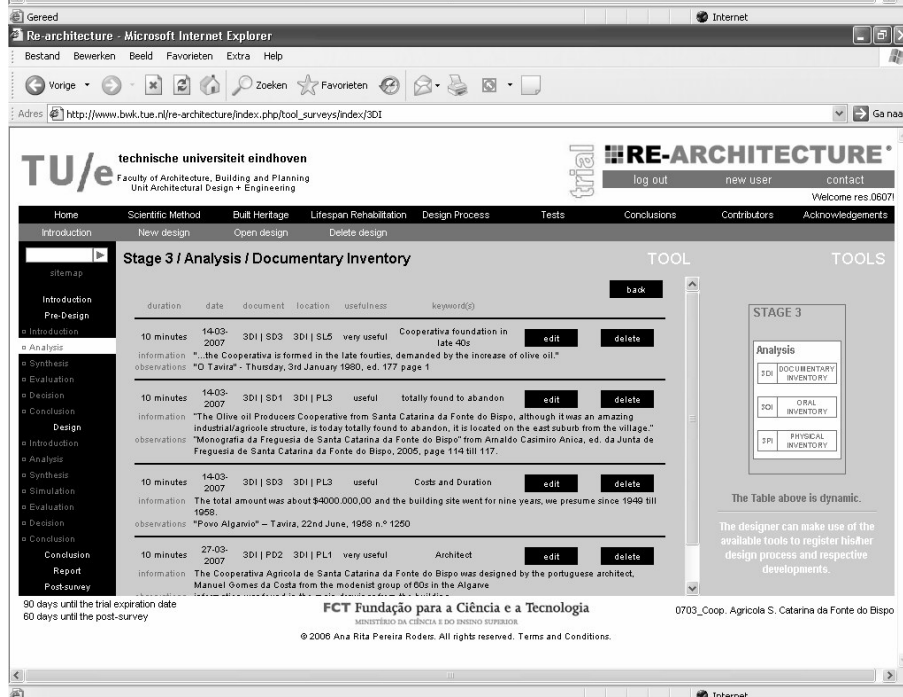 Gereed Internet
Re-architecture - Microsoft Internet Explorer
Bestand Bewerken Beeld Favorieten Extra Help
Vorige Zoeken Favorieten
Adres http://www.bwk.tue.nl/re-architecture/index.php/tool_surveys/index/3DI Ga naa
TU/e technische universiteit eindhoven
Faculty of Architecture, Building and Planning
Unit Architectural Design + Engineering
trial RE-ARCHITECTURE
log out new user contact
Welcome res.0607!
Home Scientific Method Built Heritage Lifespan Rehabilitation Design Process Tests Conclusions Contributors Acknowledgements
Introduction New design Open design Delete design
sitemap
Introduction
Pre-Design
Introduction
Analysis
Synthesis
Evaluation
Decision
Conclusion
Design
Introduction
Analysis
Synthesis
Simulation
Evaluation
Decision
Conclusion
Conclusion
Report
Post-survey
Stage 3 / Analysis / Documentary Inventory TOOL
back
duration date document location usefulness keyword(s)
10 minutes 14-03-2007 3DI | SD3 3DI | SL5 very useful Cooperativa foundation in late 40s edit delete
information "...the Cooperativa is formed in the late fourties, demanded by the increase of olive oil."
observations "O Tavira" - Thursday, 3rd January 1980, ed. 177 page 1
10 minutes 14-03-2007 3DI | SD1 3DI | PL3 useful totally found to abandon edit delete
information "The Olive oil Producers Cooperative from Santa Catarina da Fonte do Bispo, although it was an amazing
industrial/agricole structure, is today totally found to abandon, it is located on the east suburb from the village."
observations "Monografia da Freguesia de Santa Catarina da Fonte do Bispo" from Arnaldo Casimiro Anica, ed. da Junta de
Freguesia de Santa Catarina da Fonte do Bispo, 2005, page 114 till 117.
10 minutes 14-03-2007 3DI | SD3 3DI | PL3 useful Costs and Duration edit delete
information The total amount was about $4000.000,00 and the building site went for nine years, we presume since 1949 till
1958.
observations "Povo Algarvio" – Tavira, 22nd June, 1958 n.º 1250
10 minutes 27-03-2007 3DI | PD2 3DI | PL1 very useful Architect edit delete
information The Cooperativa Agricola de Santa Catarina da Fonte do Bispo was designed by the portuguese architect,
Manuel Gomes da Costa from the modenist group of 60s in the Algarve
TOOLS
STAGE 3
Analysis
3DI DOCUMENTARY INVENTORY
3OI ORAL INVENTORY
3PI PHYSICAL INVENTORY
The Table above is dynamic.
The designer can make use of the
available tools to register his/her
design process and respective
developments.
90 days until the trial expiration date
60 days until the post-survey
FCT Fundação para a Ciência e a Tecnologia
MINISTÉRIO DA CIÊNCIA E DO ENSINO SUPERIOR
© 2006 Ana Rita Pereira Roders. All rights reserved. Terms and Conditions.
0703_Coop. Agricola S. Catarina da Fonte do Bispo
Internet